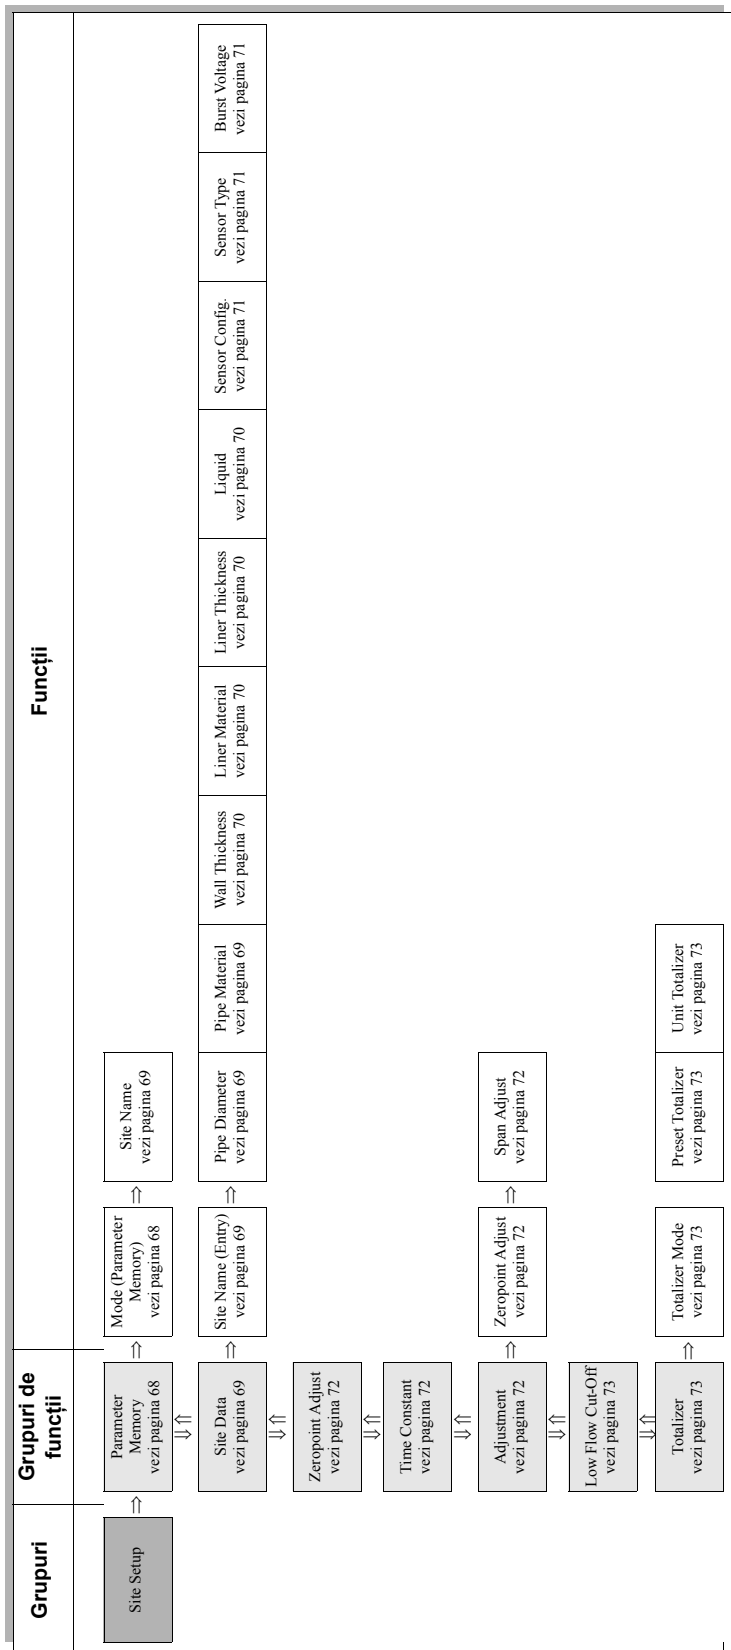 Grupuri
Grupuri de
funcții
Funcții
Site Setup
⇒
Parameter
Memory
vezi pagina 68
⇒
Mode (Parameter
Memory)
vezi pagina 68
⇒
Site Name
vezi pagina 69
⇓⇑
Site Data
vezi pagina 69
⇒
Site Name (Entry)
vezi pagina 69
⇒
Pipe Diameter
vezi pagina 69
Pipe Material
vezi pagina 69
Wall Thickness
vezi pagina 70
Liner Material
vezi pagina 70
Liner Thickness
vezi pagina 70
Liquid
vezi pagina 70
Sensor Config.
vezi pagina 71
Sensor Type
vezi pagina 71
Burst Voltage
vezi pagina 71
⇓⇑
Zeropoint Adjust
vezi pagina 72
⇓⇑
Time Constant
vezi pagina 72
⇓⇑
Adjustment
vezi pagina 72
⇒
Zeropoint Adjust
vezi pagina 72
⇒
Span Adjust
vezi pagina 72
⇓⇑
Low Flow Cut-Off
vezi pagina 73
⇓⇑
Totalizer
vezi pagina 73
⇒
Totalizer Mode
vezi pagina 73
Preset Totalizer
vezi pagina 73
Unit Totalizer
vezi pagina 73